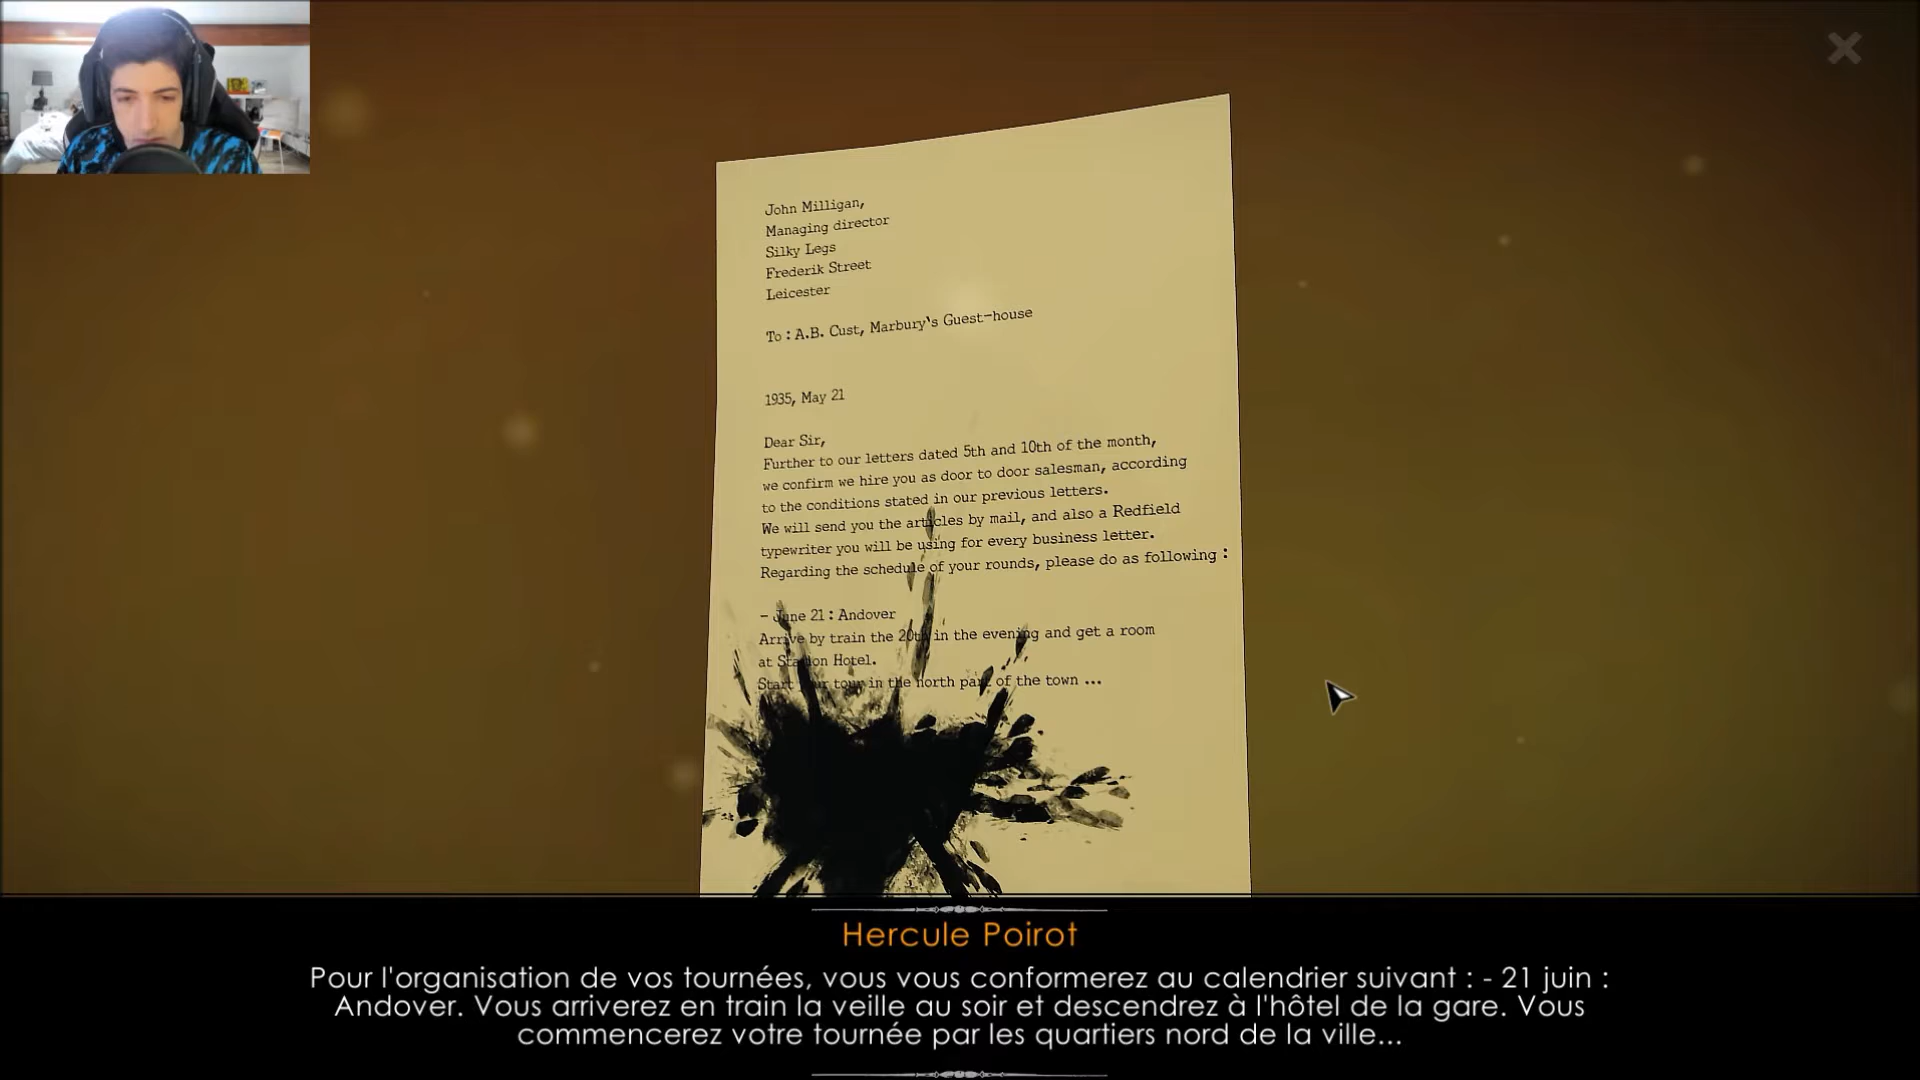 John Milligan,
Managing director
Silky Legs
Frederik Street
Leicester
To : A.B. Cust, Marbury's Guest-house
1935, May 21
Dear Sir,
Further to our letters dated 5th and 10th of the month,
we confirm we hire you as door to door salesman, according
to the conditions stated in our previous letters.
We will send you the articles by mail, and also a Redfield
typewriter you will be using for every business letter.
Regarding the schedule of your rounds, please do as following :
- June 21 : Andover
Arrive by train the 20th in the evening and get a room
at Station Hotel.
Start your tour in the north part of the town ...
Hercule Poirot
Pour l'organisation de vos tournées, vous vous conformerez au calendrier suivant : - 21 juin :
Andover. Vous arriverez en train la veille au soir et descendrez à l'hôtel de la gare. Vous
commencerez votre tournée par les quartiers nord de la ville...